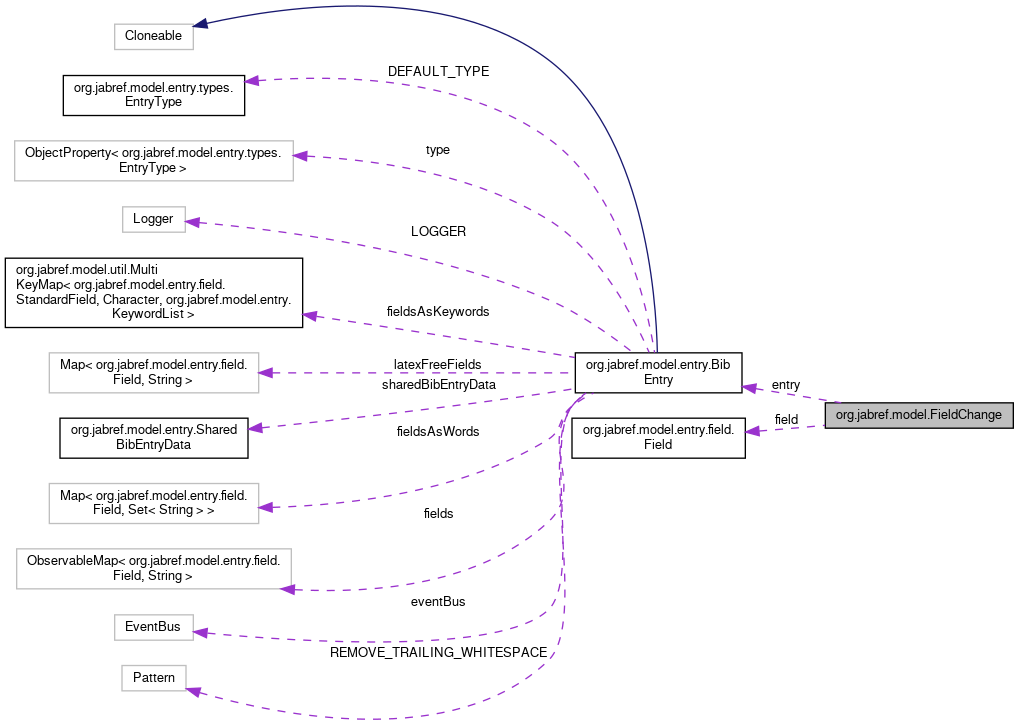 Cloneable
DEFAULT_TYPE
org.jabref.model.entry.types.
EntryType
type
ObjectProperty< org.jabref.model.entry.types.
EntryType >
Logger
LOGGER
org.jabref.model.util.Multi
KeyMap< org.jabref.model.entry.field.
StandardField, Character, org.jabref.model.entry.
KeywordList >
fieldsAsKeywords
Map< org.jabref.model.entry.field.
Field, String >
latexFreeFields
sharedBibEntryData
org.jabref.model.entry.Bib
Entry
entry
org.jabref.model.FieldChange
field
org.jabref.model.entry.field.
Field
org.jabref.model.entry.Shared
BibEntryData
fieldsAsWords
Map< org.jabref.model.entry.field.
Field, Set< String > >
fields
ObservableMap< org.jabref.model.entry.field.
Field, String >
eventBus
EventBus
REMOVE_TRAILING_WHITESPACE
Pattern